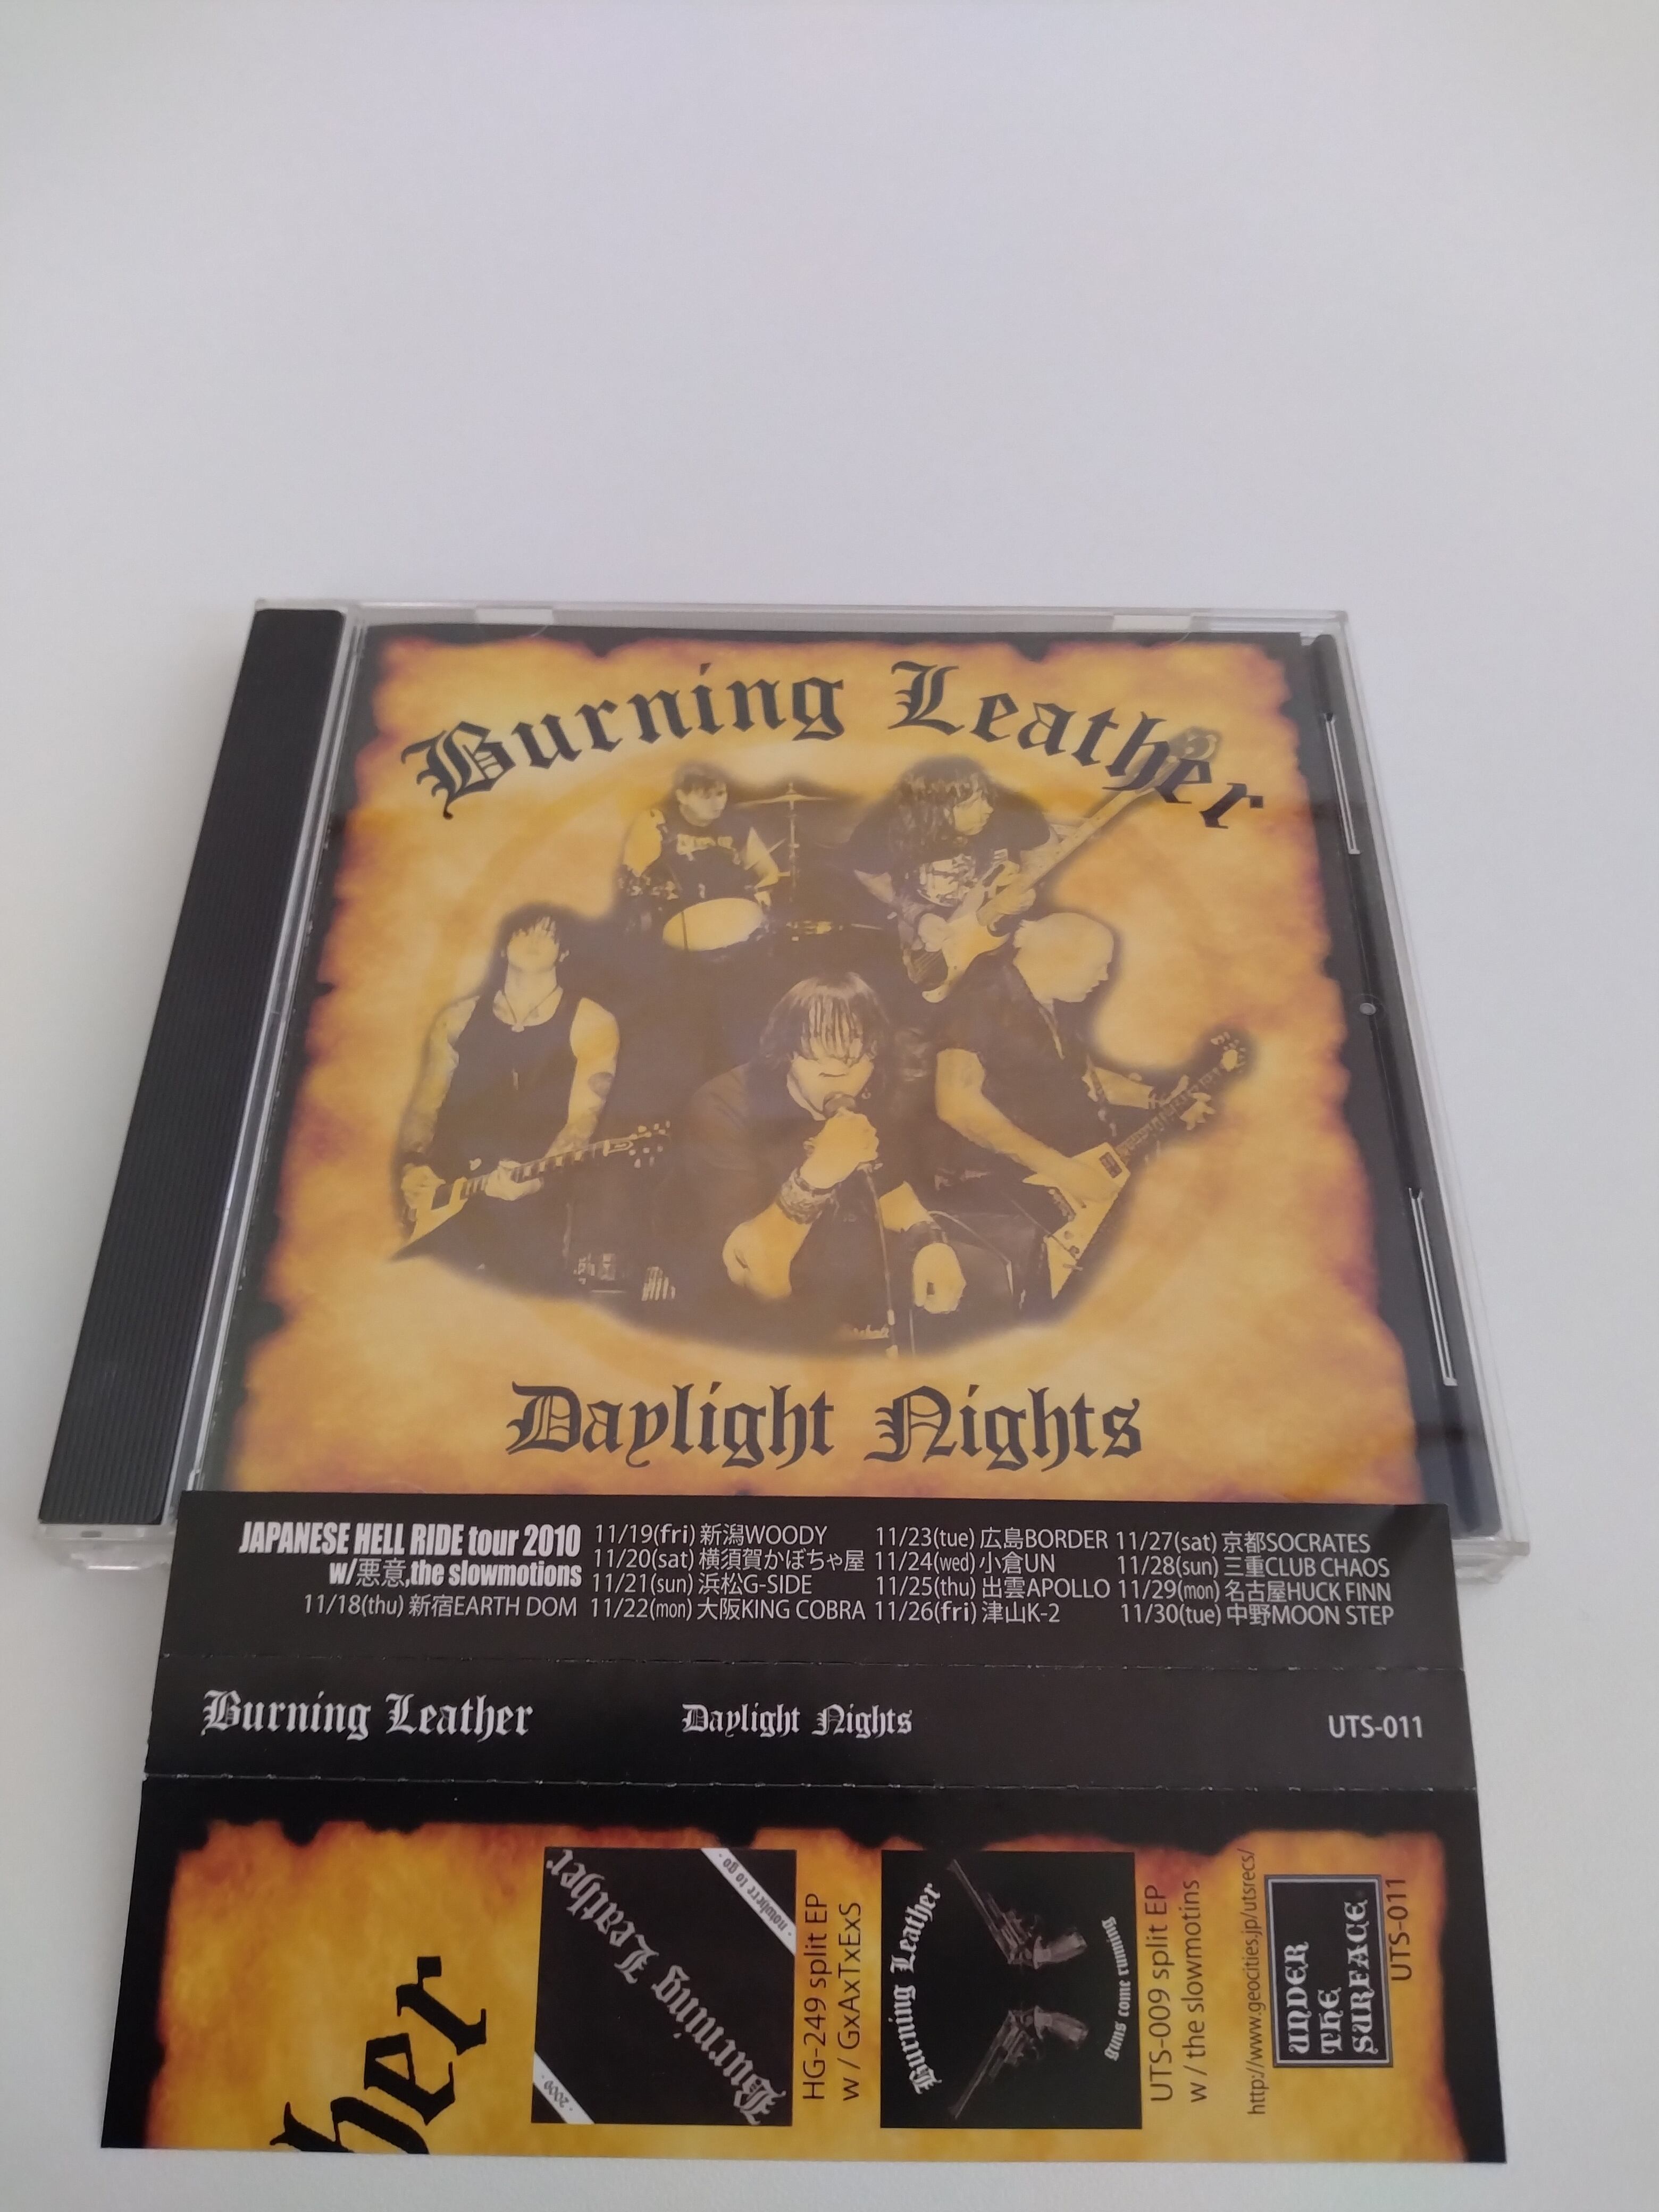 Burning Leather
Daylight Nights
JAPANESE HELL RIDE tour 2010
w/悪意,the slowmotions
11/18(thu) 新宿EARTH DOM
11/19(fri) 新潟WOODY
11/20(sat) 横須賀かぼちゃ屋
11/21(sun) 浜松G-SIDE
11/22(mon) 大阪KING COBRA
11/23(tue) 広島BORDER
11/24(wed) 小倉UN
11/25(thu) 出雲APOLLO
11/26(fri) 津山K-2
11/27(sat) 京都SOCRATES
11/28(sun) 三重CLUB CHAOS
11/29(mon) 名古屋HUCK FINN
11/30(tue) 中野MOON STEP
Burning Leather
Daylight Nights
UTS-011
her
· nowhere to go ·
Burning Leather
· 2009 ·
HG-249 split EP
w / GxAxTxExS
Burning Leather
Guns come running
UTS-009 split EP
w / the slowmotins
http://www.geocities.jp/utsrecs/
UNDER
THE
SURFACE
UTS-011